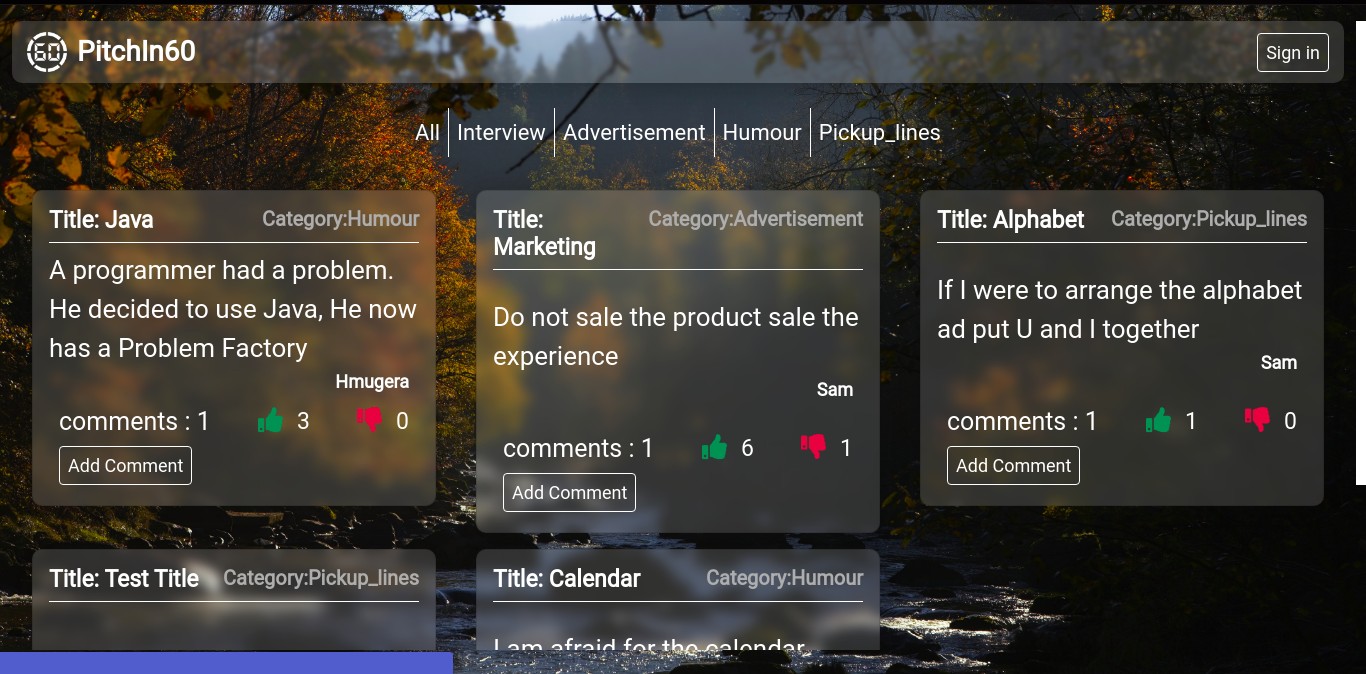 60 PitchIn60
Sign in
All
Interview
Advertisement
Humour
Pickup_lines
Title: Java
Category:Humour
A programmer had a problem.
He decided to use Java, He now
has a Problem Factory
Hmugera
comments : 1
3
0
Add Comment
Title:
Marketing
Category:Advertisement
Do not sale the product sale the
experience
Sam
comments : 1
6
1
Add Comment
Title: Alphabet
Category:Pickup_lines
If I were to arrange the alphabet
ad put U and I together
Sam
comments : 1
1
0
Add Comment
Title: Test Title
Category:Pickup_lines
Title: Calendar
Category:Humour
I am afraid for the calendar